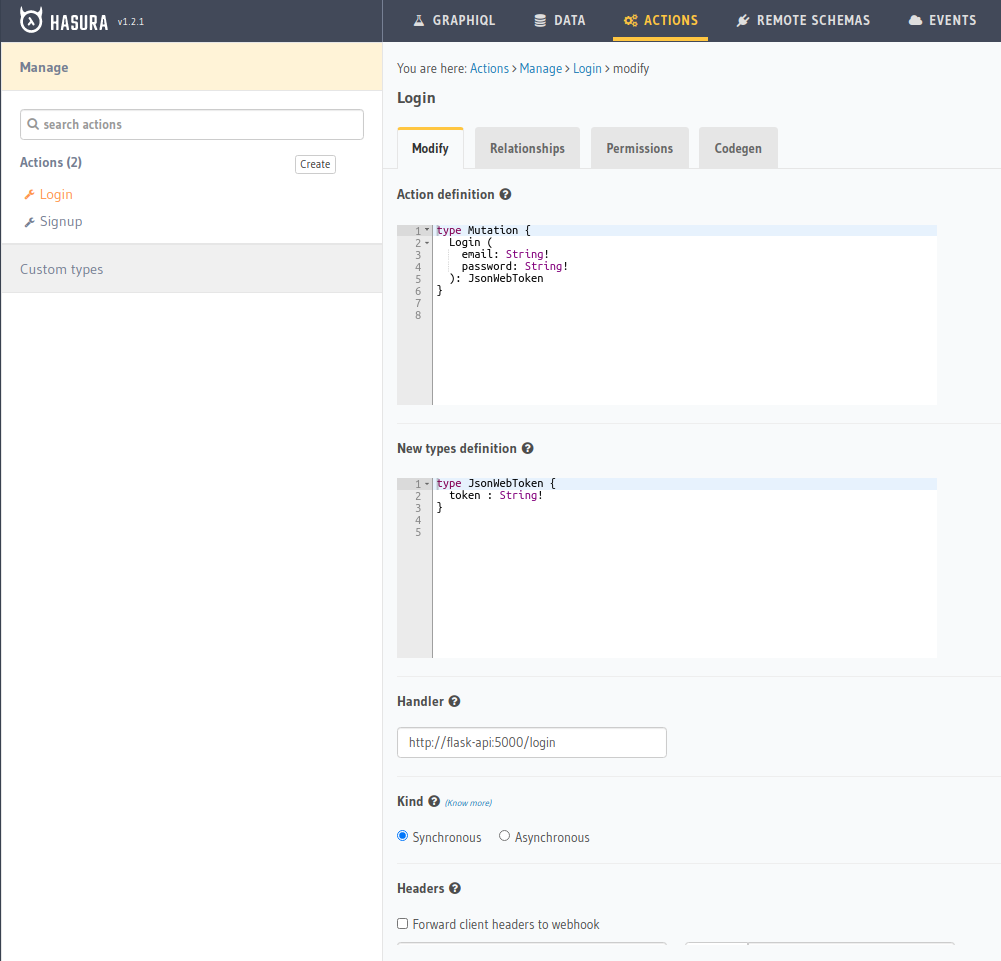 HASURA v1.2.1
GRAPHIQL DATA ACTIONS REMOTE SCHEMAS EVENTS
Manage
search actions
Actions (2) Create
Login
Signup
Custom types
You are here: Actions > Manage > Login > modify
Login
Modify Relationships Permissions Codegen
Action definition ?
1 type Mutation {
2 Login (
3 email: String!
4 password: String!
5 ): JsonWebToken
6 }
7
8
New types definition ?
1 type JsonWebToken {
2 token : String!
3 }
4
5
Handler ?
http://flask-api:5000/login
Kind ? (Know more)
Synchronous Asynchronous
Headers ?
Forward client headers to webhook